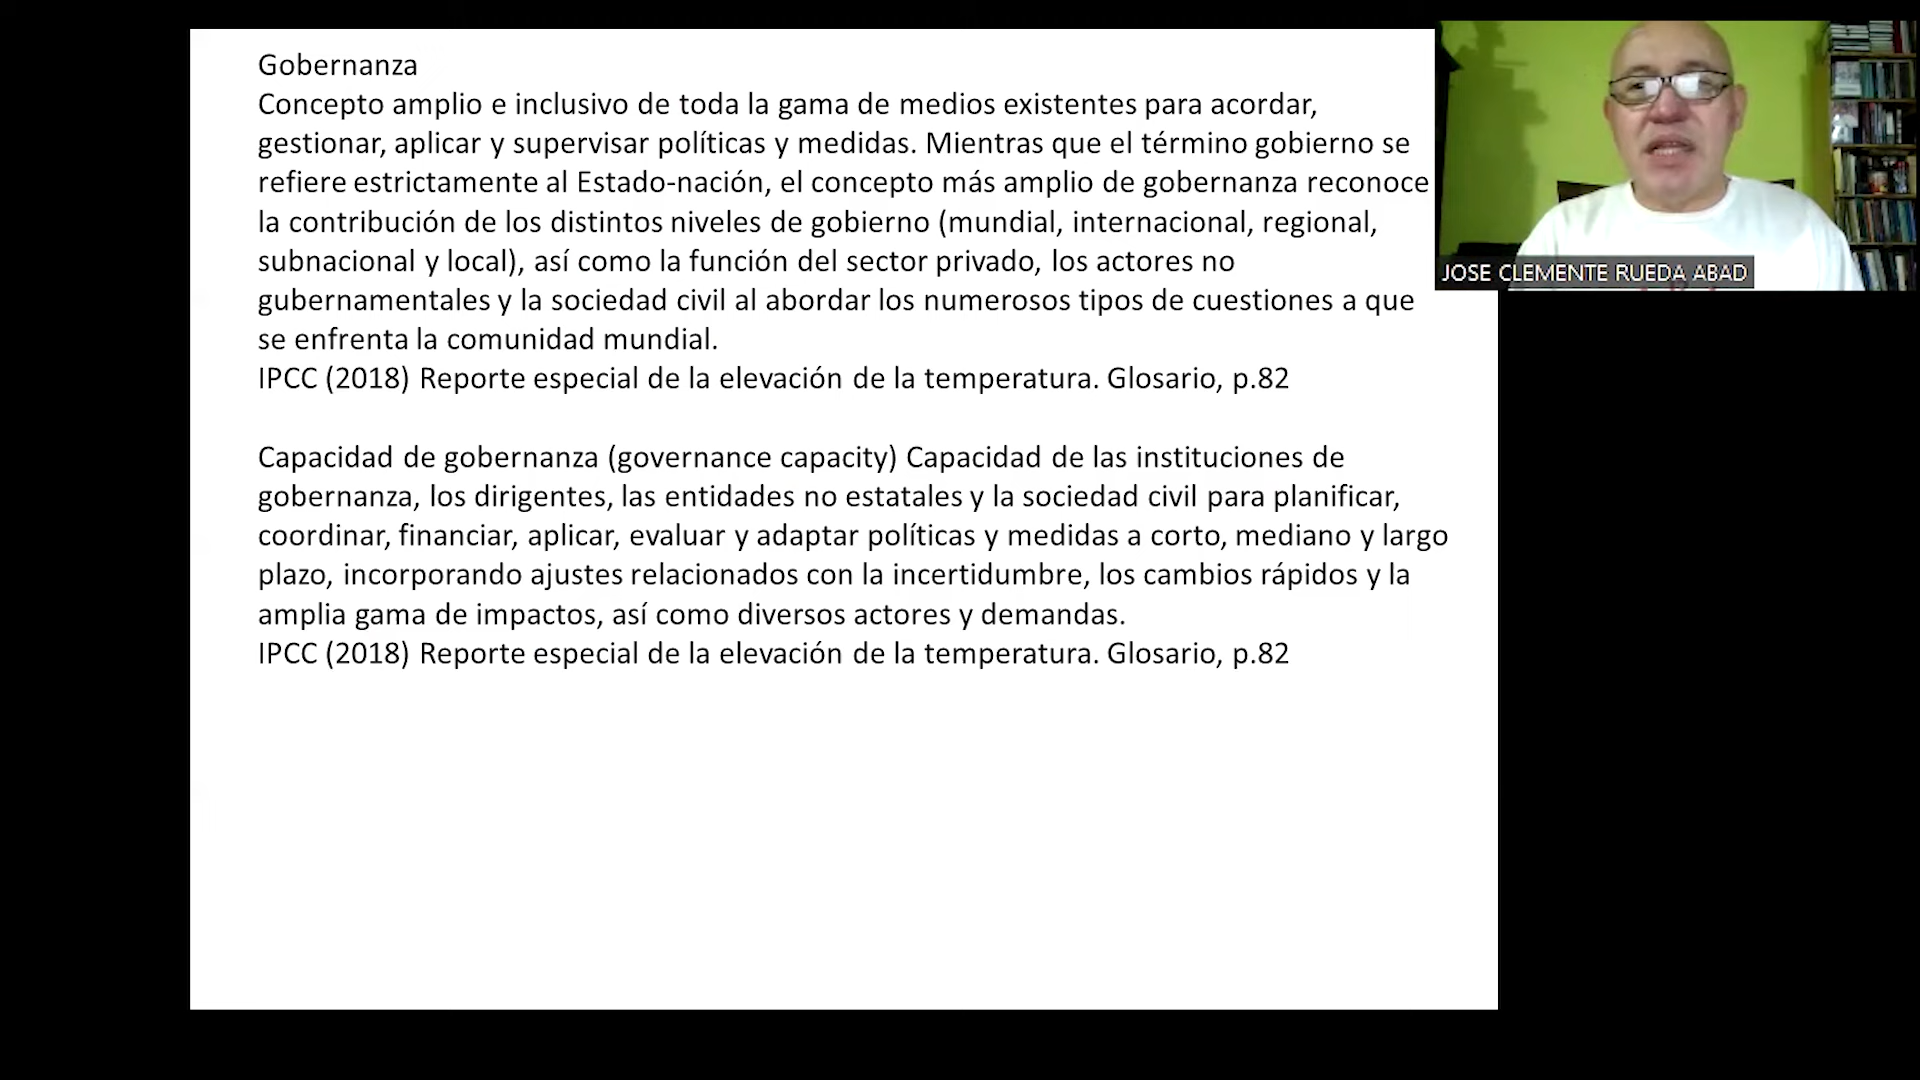 Gobernanza
Concepto amplio e inclusivo de toda la gama de medios existentes para acordar,
gestionar, aplicar y supervisar políticas y medidas. Mientras que el término gobierno se
refiere estrictamente al Estado-nación, el concepto más amplio de gobernanza reconoce
la contribución de los distintos niveles de gobierno (mundial, internacional, regional,
subnacional y local), así como la función del sector privado, los actores no
gubernamentales y la sociedad civil al abordar los numerosos tipos de cuestiones a que
se enfrenta la comunidad mundial.
IPCC (2018) Reporte especial de la elevación de la temperatura. Glosario, p.82
Capacidad de gobernanza (governance capacity) Capacidad de las instituciones de
gobernanza, los dirigentes, las entidades no estatales y la sociedad civil para planificar,
coordinar, financiar, aplicar, evaluar y adaptar políticas y medidas a corto, mediano y largo
plazo, incorporando ajustes relacionados con la incertidumbre, los cambios rápidos y la
amplia gama de impactos, así como diversos actores y demandas.
IPCC (2018) Reporte especial de la elevación de la temperatura. Glosario, p.82
JOSE CLEMENTE RUEDA ABAD